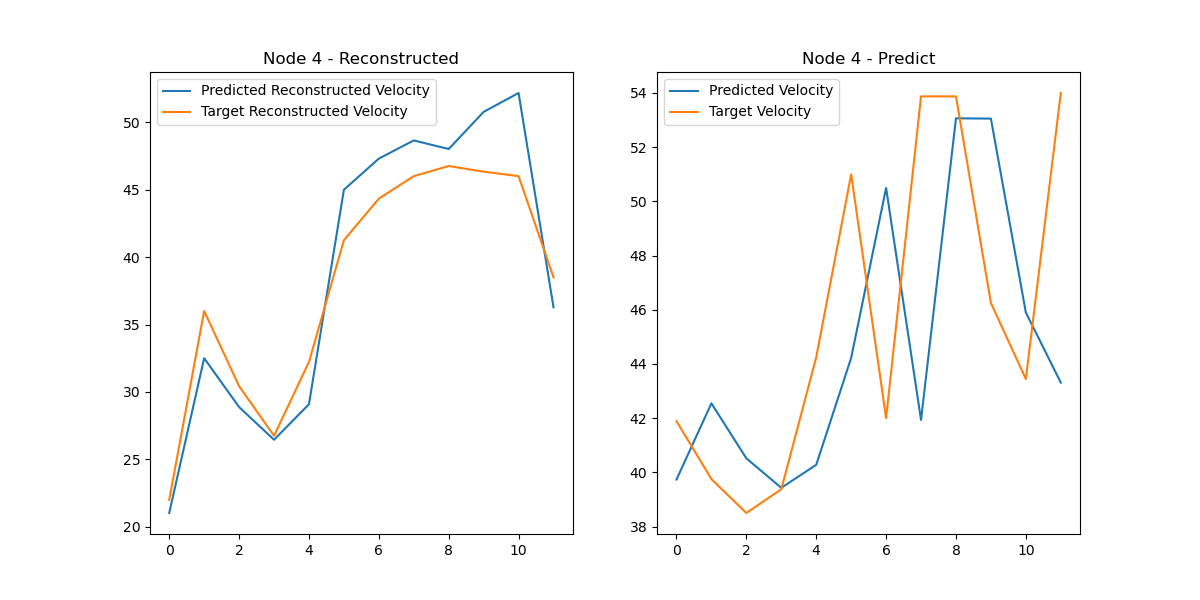 Node 4 - Reconstructed
Predicted Reconstructed Velocity
Target Reconstructed Velocity
50
45
40
35
30
25
20
0 2 4 6 8 10
Node 4 - Predict
Predicted Velocity
Target Velocity
54
52
50
48
46
44
42
40
38
0 2 4 6 8 10